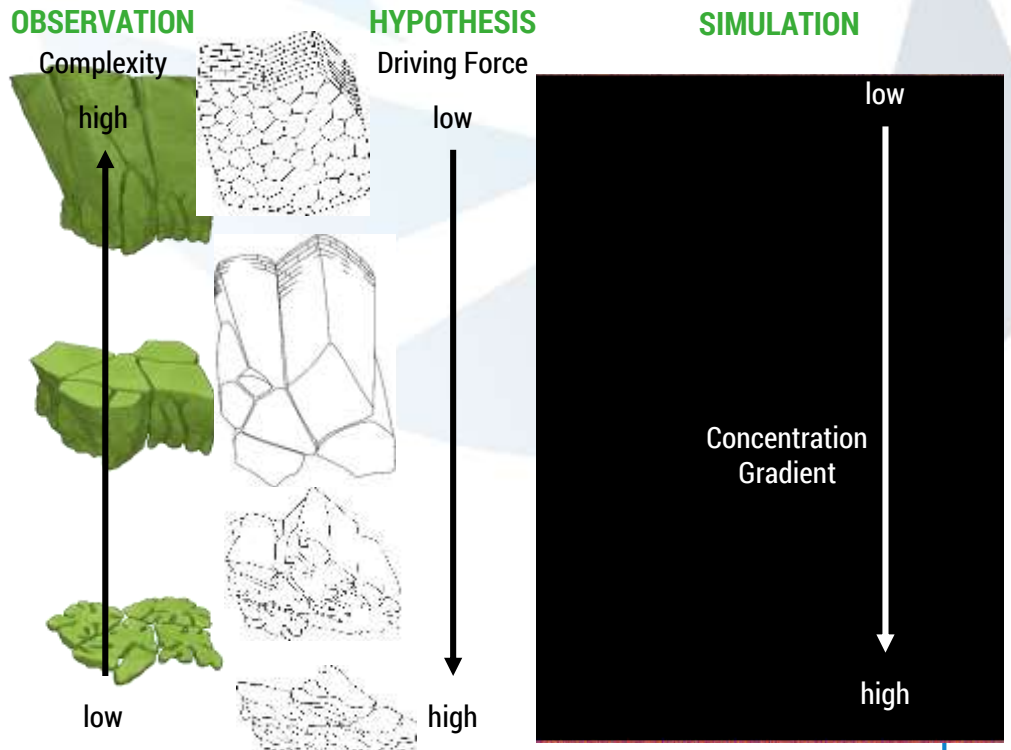 OBSERVATION
Complexity
high
low
HYPOTHESIS
Driving Force
low
high
SIMULATION
low
Concentration
Gradient
high